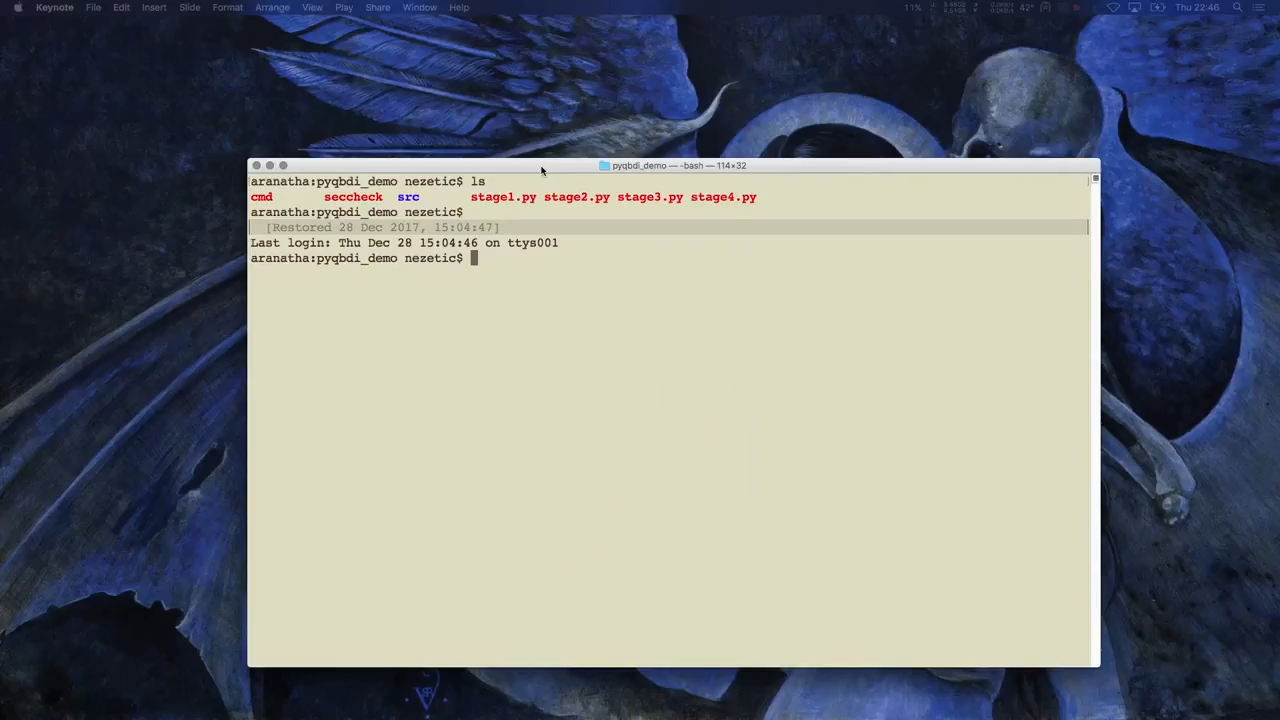 Keynote File Edit Insert Slide Format Arrange View Play Share Window Help 11% 42° Thu 22:46
pyqbdi_demo — -bash — 114×32
aranatha:pyqbdi_demo nezetic$ ls
cmd seccheck src stage1.py stage2.py stage3.py stage4.py
aranatha:pyqbdi_demo nezetic$
[Restored 28 Dec 2017, 15:04:47]
Last login: Thu Dec 28 15:04:46 on ttys001
aranatha:pyqbdi_demo nezetic$